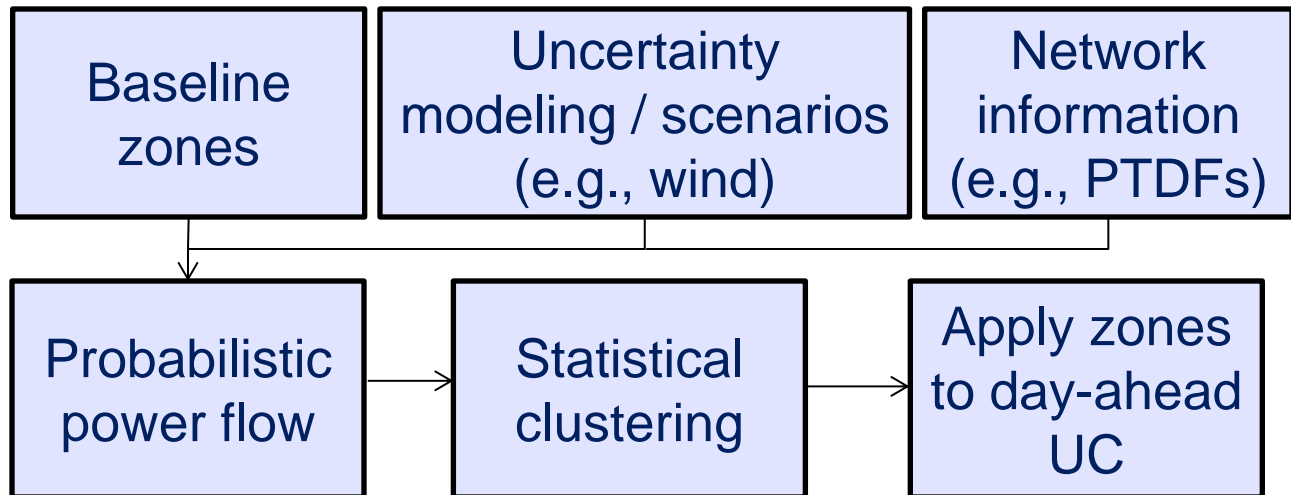 Baseline
zones
Uncertainty
modeling / scenarios
(e.g., wind)
Network
information
(e.g., PTDFs)
Probabilistic
power flow
Statistical
clustering
Apply zones
to day-ahead
UC